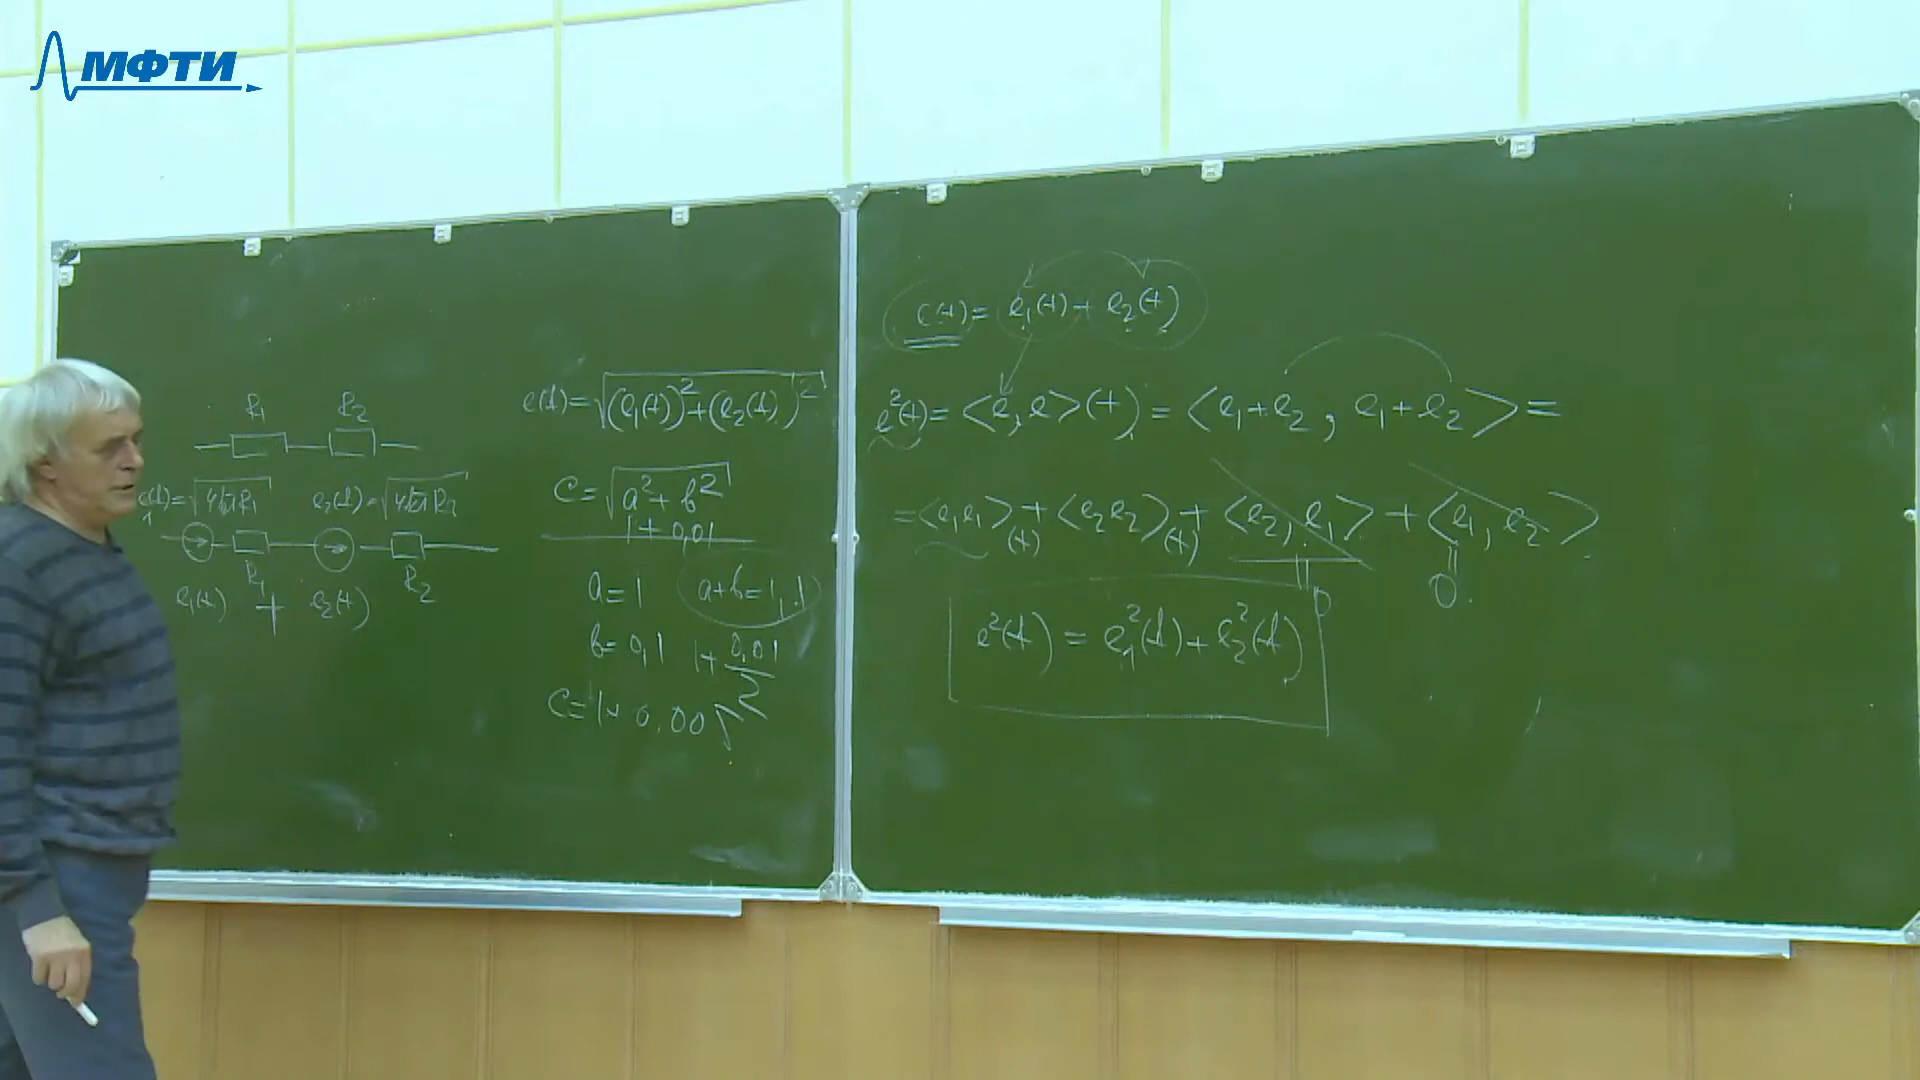 МФТИ
R₁ R₂
e₁(f)=√4kTR₁ e₂(f)=√4kTR₂
R₁ R₂
e₁(t) + e₂(t)
e(f)=√(e₁(f))²+(e₂(f))²
c=√a²+b²
1+0,01
a=1 a+b=1,1
b=0,1 1+0,01/2
c=1+0,00
e(t)=e₁(t)+e₂(t)
e²(f)=<e,e>(f)=<e₁+e₂, e₁+e₂>=
=<e₁e₁>(f)+<e₂e₂>(f)+<e₂,e₁>+<e₁,e₂>
0 0.
e²(f)=e₁²(f)+e₂²(f)